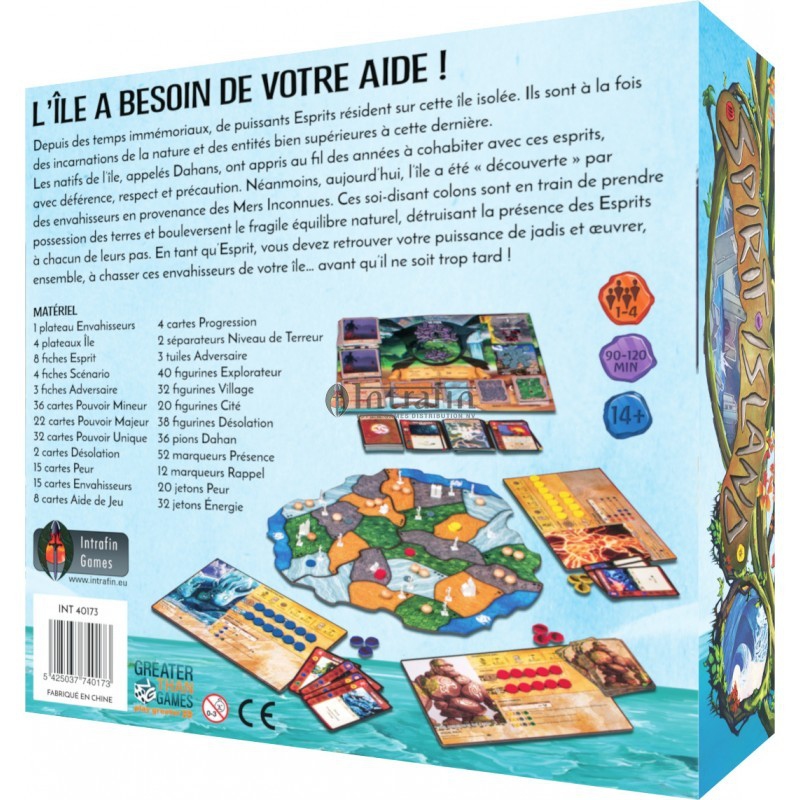 L'ÎLE A BESOIN DE VOTRE AIDE !
Depuis des temps immémoriaux, de puissants Esprits résident sur cette île isolée. Ils sont à la fois
des incarnations de la nature et des entités bien supérieures à cette dernière.
Les natifs de l'île, appelés Dahans, ont appris au fil des années à cohabiter avec ces esprits,
avec déférence, respect et précaution. Néanmoins, aujourd'hui, l'île a été « découverte » par
des envahisseurs en provenance des Mers Inconnues. Ces soi-disant colons sont en train de prendre
possession des terres et bouleversent le fragile équilibre naturel, détruisant la présence des Esprits
à chacun de leurs pas. En tant qu'Esprit, vous devez retrouver votre puissance de jadis et œuvrer,
ensemble, à chasser ces envahisseurs de votre île... avant qu'il ne soit trop tard !
MATÉRIEL
1 plateau Envahisseurs
4 plateaux Île
8 fiches Esprit
4 fiches Scénario
3 fiches Adversaire
36 cartes Pouvoir Mineur
22 cartes Pouvoir Majeur
32 cartes Pouvoir Unique
2 cartes Désolation
15 cartes Peur
15 cartes Envahisseurs
8 cartes Aide de Jeu
4 cartes Progression
2 séparateurs Niveau de Terreur
3 tuiles Adversaire
40 figurines Explorateur
32 figurines Village
20 figurines Cité
38 figurines Désolation
36 pions Dahan
52 marqueurs Présence
12 marqueurs Rappel
20 jetons Peur
32 jetons Énergie
1-4
90-120
MIN
14+
Intrafin
GAMES DISTRIBUTION BV
Intrafin
Games
www.intrafin.eu
INT 40173
5 425037 740173
FABRIQUÉ EN CHINE
GREATER
THAN
GAMES
0-3
CE
SPIRIT ISLAND